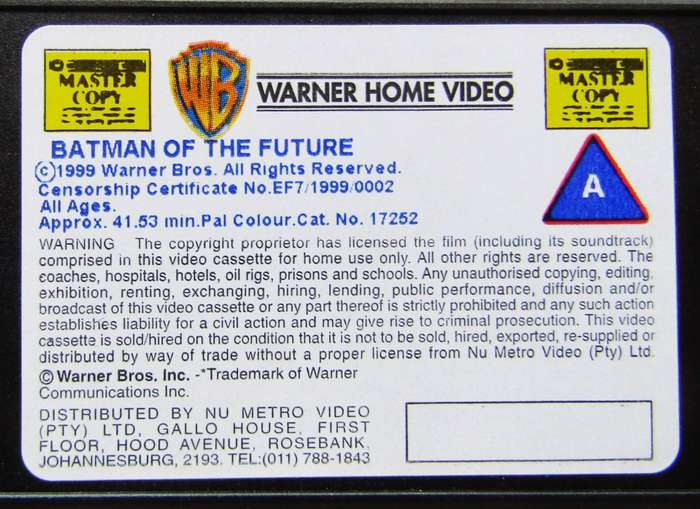 MASTER
COPY
WB
WARNER HOME VIDEO
MASTER
COPY
BATMAN OF THE FUTURE
(c)1999 Warner Bros. All Rights Reserved.
Censorship Certificate No.EF7/1999/0002
All Ages.
Approx. 41.53 min.Pal Colour.Cat. No. 17252
A
WARNING The copyright proprietor has licensed the film (including its soundtrack)
comprised in this video cassette for home use only. All other rights are reserved. The
coaches, hospitals, hotels, oil rigs, prisons and schools. Any unauthorised copying, editing,
exhibition, renting, exchanging, hiring, lending, public performance, diffusion and/or
broadcast of this video cassette or any part thereof is strictly prohibited and any such action
establishes liability for a civil action and may give rise to criminal prosecution. This video
cassette is sold/hired on the condition that it is not to be sold, hired, exported, re-supplied or
distributed by way of trade without a proper license from Nu Metro Video (Pty) Ltd.
© Warner Bros. Inc. -*Trademark of Warner
Communications Inc.
DISTRIBUTED BY NU METRO VIDEO
(PTY) LTD, GALLO HOUSE, FIRST
FLOOR, HOOD AVENUE, ROSEBANK,
JOHANNESBURG, 2193. TEL:(011) 788-1843